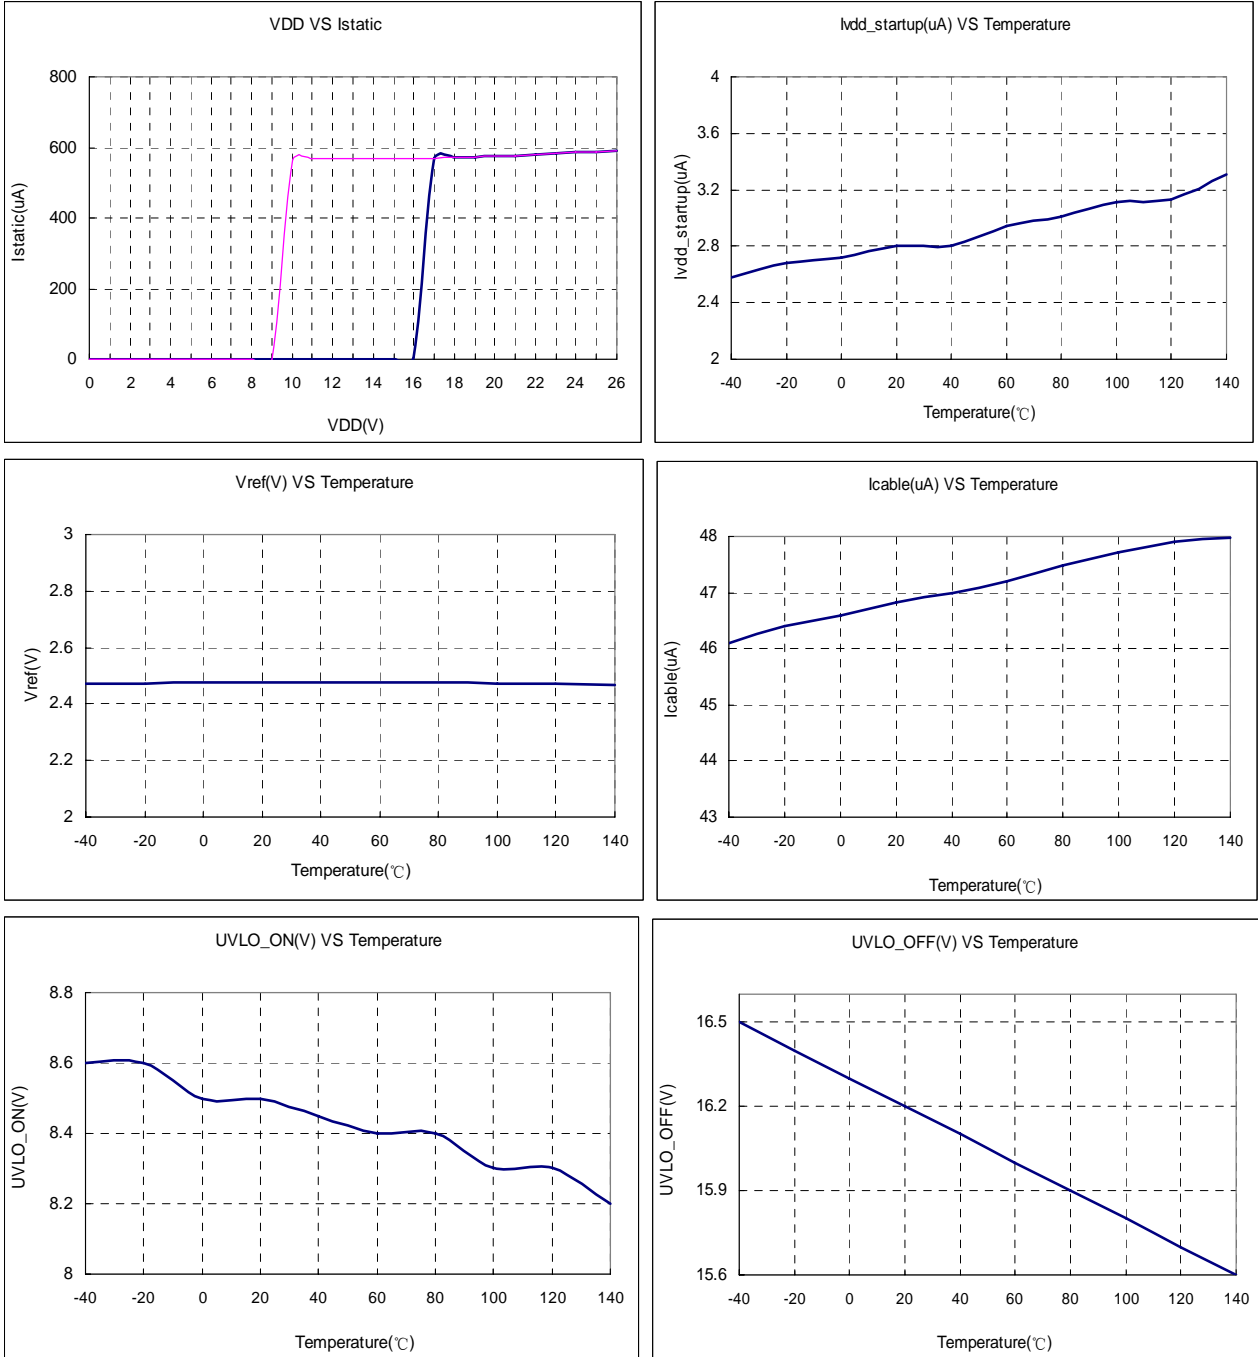 VDD VS Istatic
800
600
400
200
0
Istatic(uA)
0 2 4 6 8 10 12 14 16 18 20 22 24 26
VDD(V)
Ivdd_startup(uA) VS Temperature
4
3.6
3.2
2.8
2.4
2
Ivdd_startup(uA)
-40 -20 0 20 40 60 80 100 120 140
Temperature(℃)
Vref(V) VS Temperature
3
2.8
2.6
2.4
2.2
2
Vref(V)
-40 -20 0 20 40 60 80 100 120 140
Temperature(℃)
Icable(uA) VS Temperature
48
47
46
45
44
43
Icable(uA)
-40 -20 0 20 40 60 80 100 120 140
Temperature(℃)
UVLO_ON(V) VS Temperature
8.8
8.6
8.4
8.2
8
UVLO_ON(V)
-40 -20 0 20 40 60 80 100 120 140
Temperature(℃)
UVLO_OFF(V) VS Temperature
16.5
16.2
15.9
15.6
UVLO_OFF(V)
-40 -20 0 20 40 60 80 100 120 140
Temperature(℃)